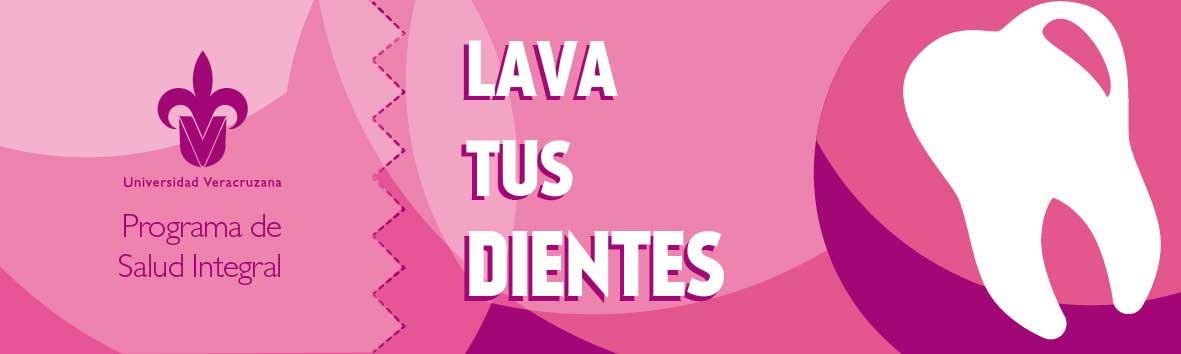 Universidad Veracruzana
Programa de
Salud Integral
LAVA
TUS
DIENTES